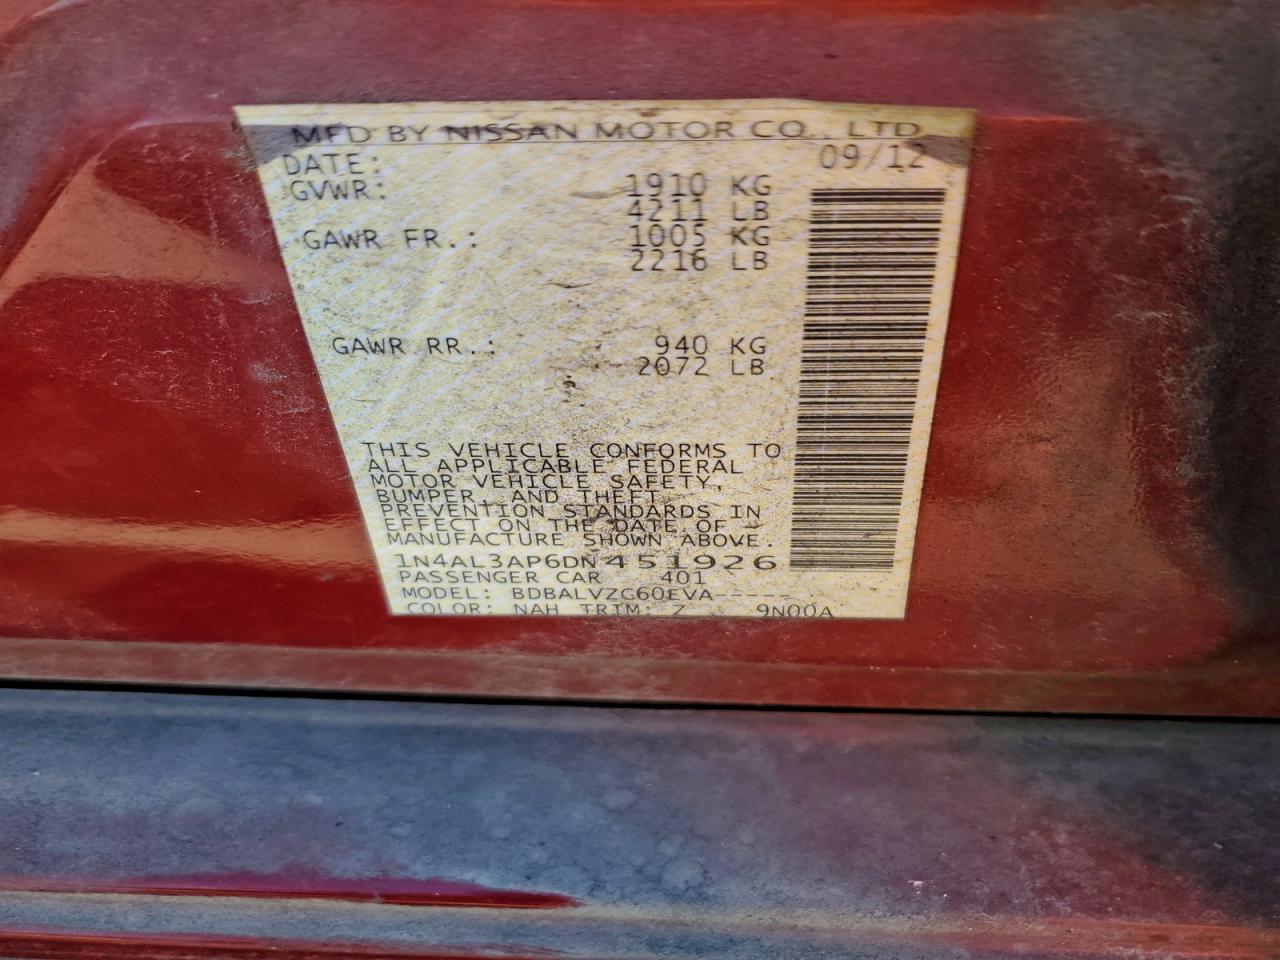 MFD BY NISSAN MOTOR CO., LTD
DATE: 09/12
GVWR: 1910 KG
4211 LB
GAWR FR.: 1005 KG
2216 LB
GAWR RR.: 940 KG
2072 LB
THIS VEHICLE CONFORMS TO
ALL APPLICABLE FEDERAL
MOTOR VEHICLE SAFETY,
BUMPER, AND THEFT
PREVENTION STANDARDS IN
EFFECT ON THE DATE OF
MANUFACTURE SHOWN ABOVE.
1N4AL3AP6DN451926
PASSENGER CAR 401
MODEL: BDBALVZC60EVA-----
COLOR: NAH TRIM: Z 9N00A